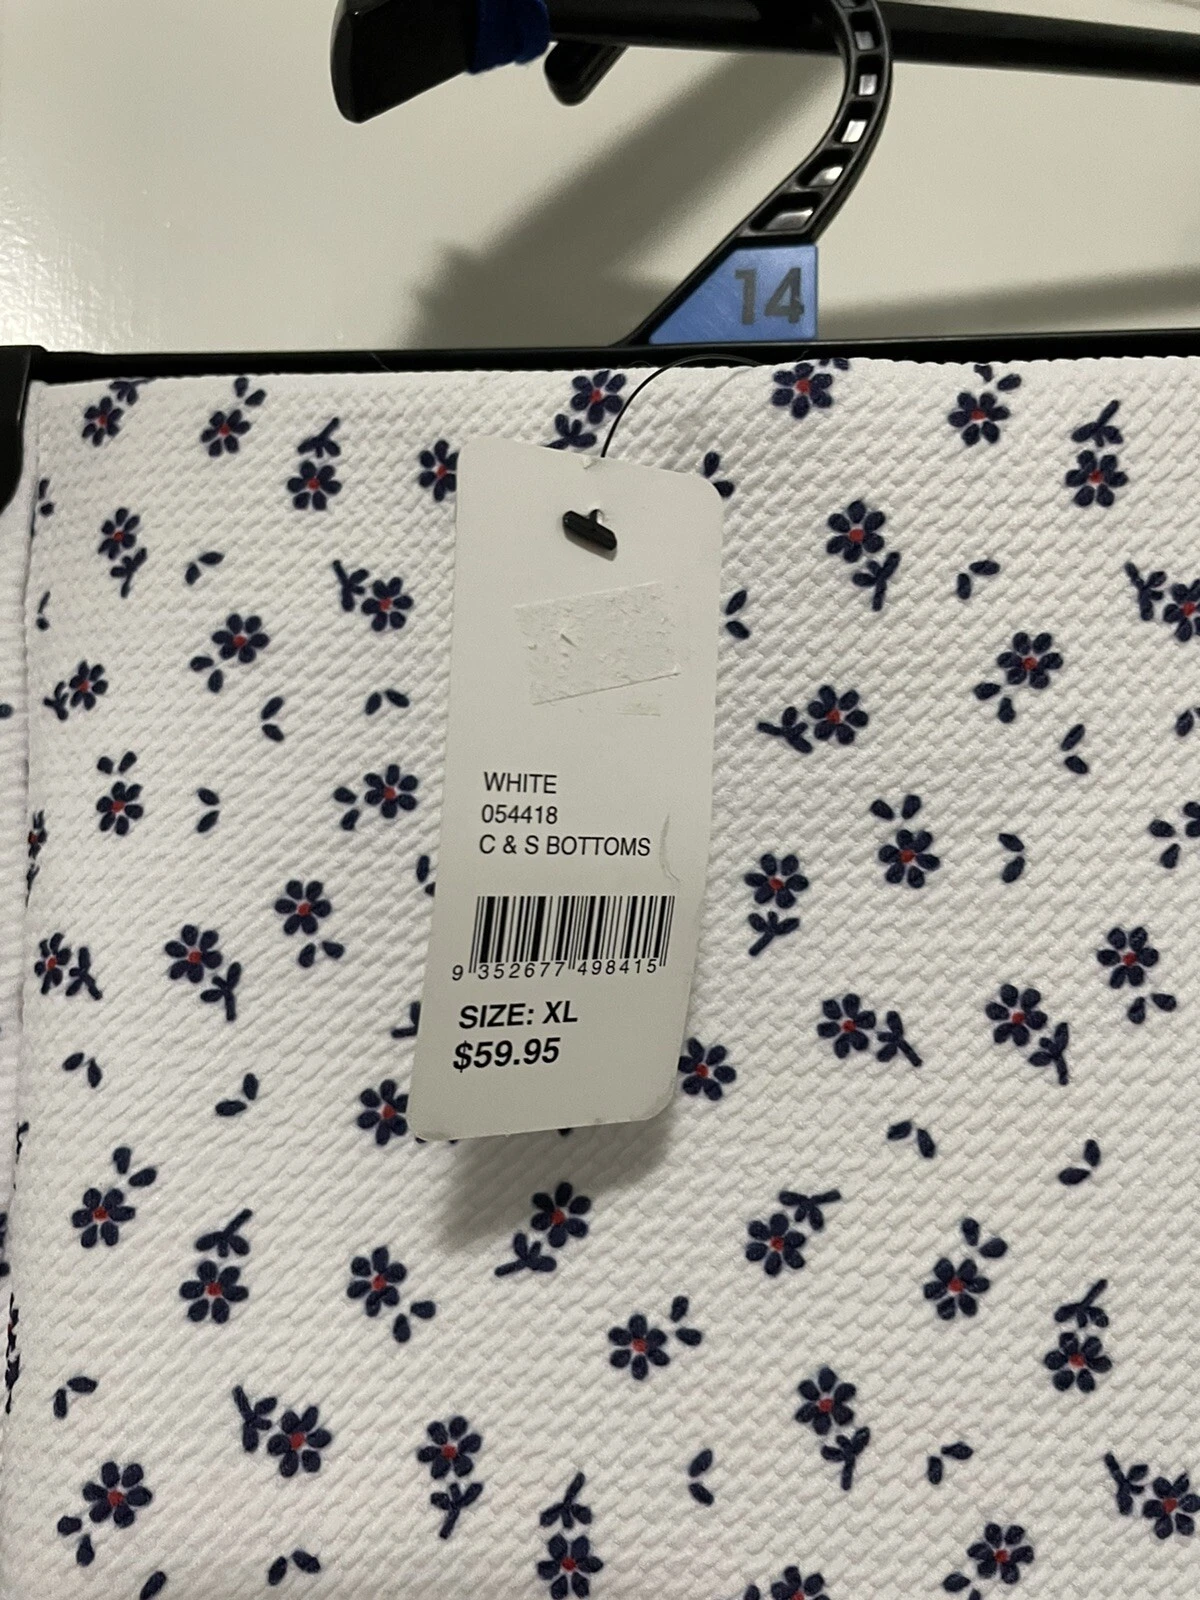 14
WHITE
054418
C & S BOTTOMS
9 352677 498415
SIZE: XL
$59.95